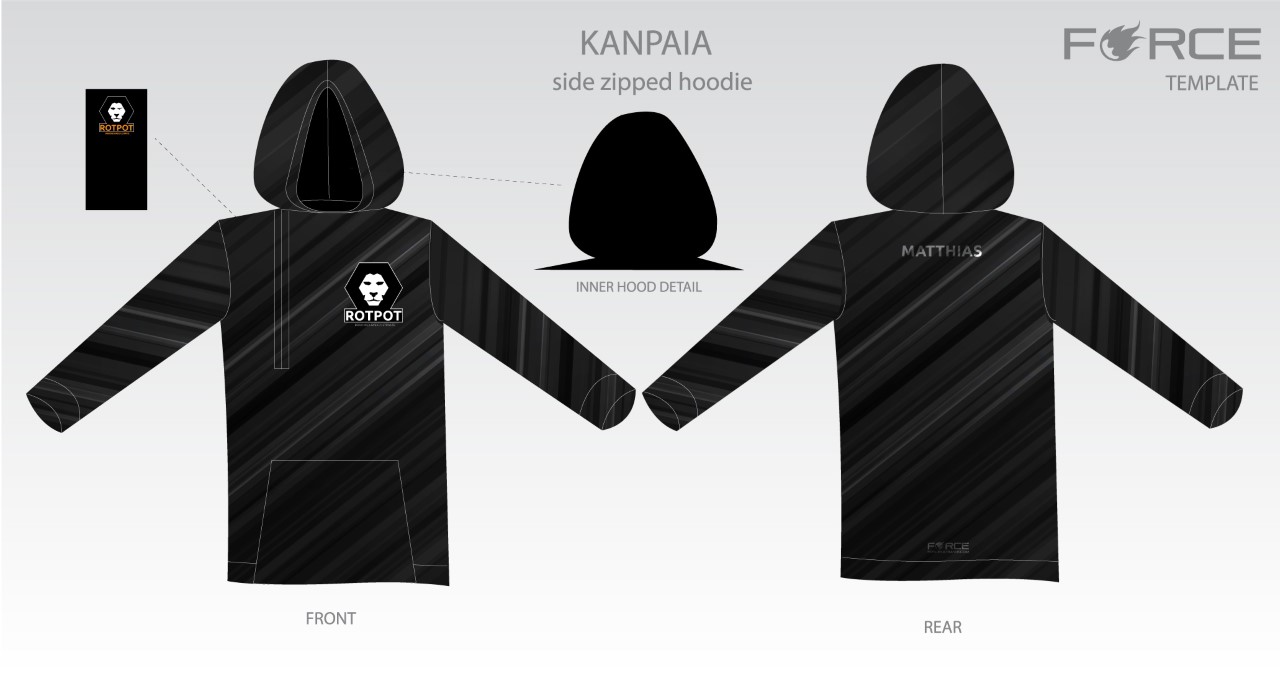 KANPAIA
side zipped hoodie
FORCE
TEMPLATE
ROTPOT
INNER HOOD DETAIL
ROTPOT
MATTHIAS
FORCE
FRONT
REAR